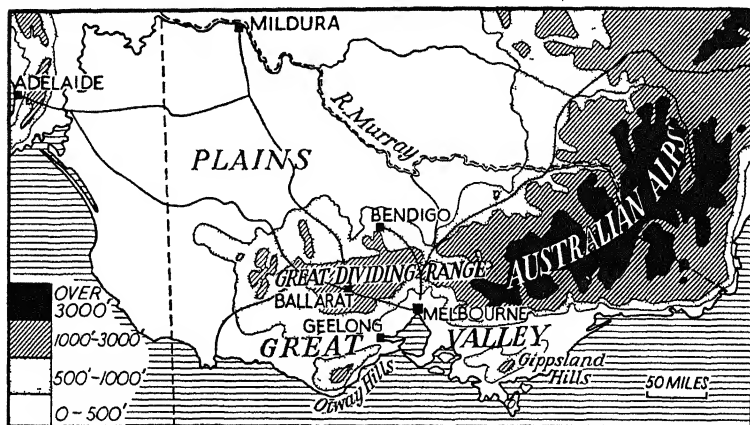 MILDURA
ADELAIDE
R. Murray
PLAINS
BENDIGO
AUSTRALIAN ALPS
GREAT DIVIDING RANGE
BALLARAT
MELBOURNE
GEELONG
GREAT VALLEY
Gippsland
Hills
Otway Hills
OVER
3000'
1000'-3000'
500'-1000'
0-500'
50 MILES